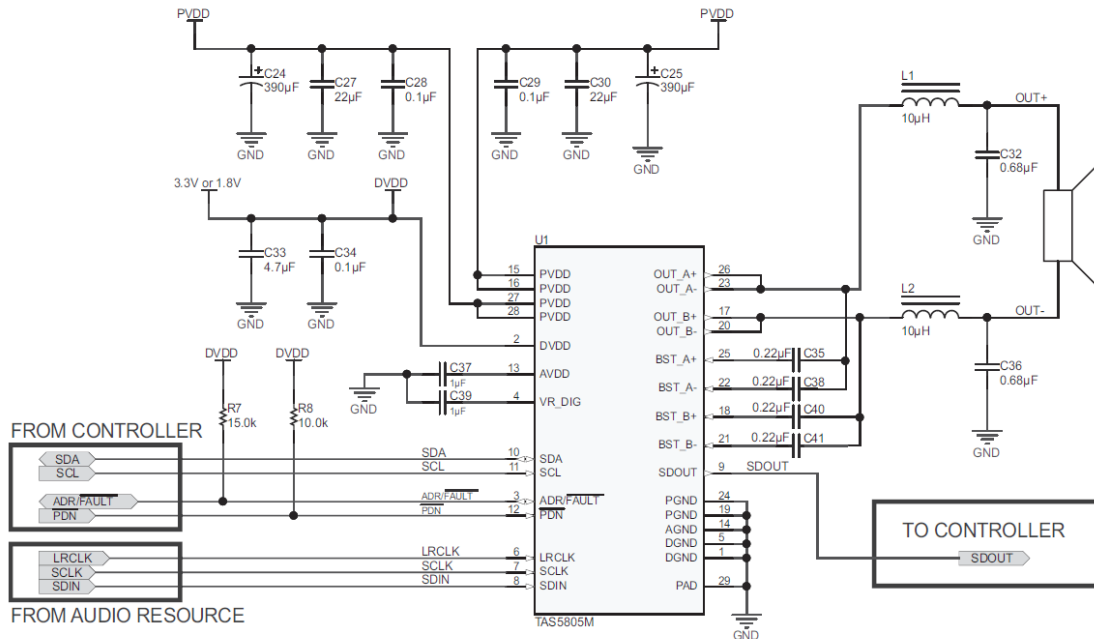 PVDD
PVDD
C24
390µF
C27
22µF
C28
0.1µF
C29
0.1µF
C30
22µF
C25
390µF
GND
GND
GND
GND
GND
GND
L1
10µH
OUT+
C32
0.68µF
GND
3.3V or 1.8V
DVDD
C33
4.7µF
C34
0.1µF
GND
GND
U1
15 PVDD
16 PVDD
27 PVDD
28 PVDD
2 DVDD
13 AVDD
4 VR_DIG
10 SDA
11 SCL
3 ADR/FAULT
12 PDN
6 LRCLK
7 SCLK
8 SDIN
OUT_A+ 26
OUT_A- 23
OUT_B+ 17
OUT_B- 20
BST_A+ 25
BST_A- 22
BST_B+ 18
BST_B- 21
SDOUT 9
PGND 24
PGND 19
AGND 14
DGND 5
DGND 1
PAD 29
TAS5805M
L2
10µH
OUT-
C36
0.68µF
GND
0.22µF C35
0.22µF C38
0.22µF C40
0.22µF C41
SDOUT
GND
C37
1µF
C39
1µF
GND
DVDD
DVDD
R7
15.0k
R8
10.0k
FROM CONTROLLER
SDA
SCL
ADR/FAULT
PDN
SDA
SCL
ADR/FAULT
PDN
LRCLK
SCLK
SDIN
LRCLK
SCLK
SDIN
FROM AUDIO RESOURCE
TO CONTROLLER
SDOUT